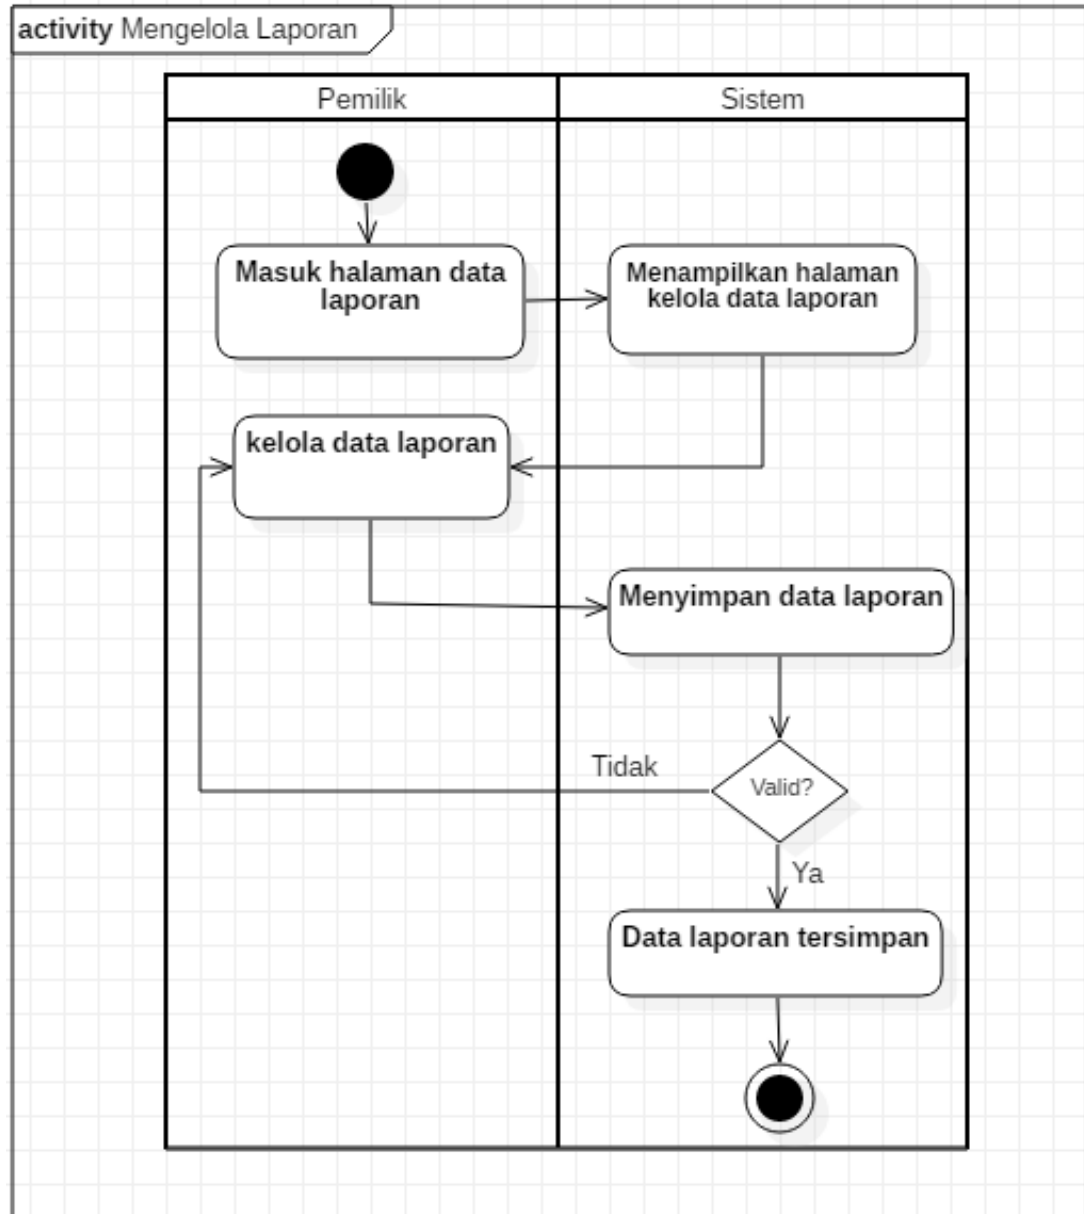 activity Mengelola Laporan
Pemilik
Sistem
Masuk halaman data
laporan
Menampilkan halaman
kelola data laporan
kelola data laporan
Menyimpan data laporan
Tidak
Valid?
Ya
Data laporan tersimpan